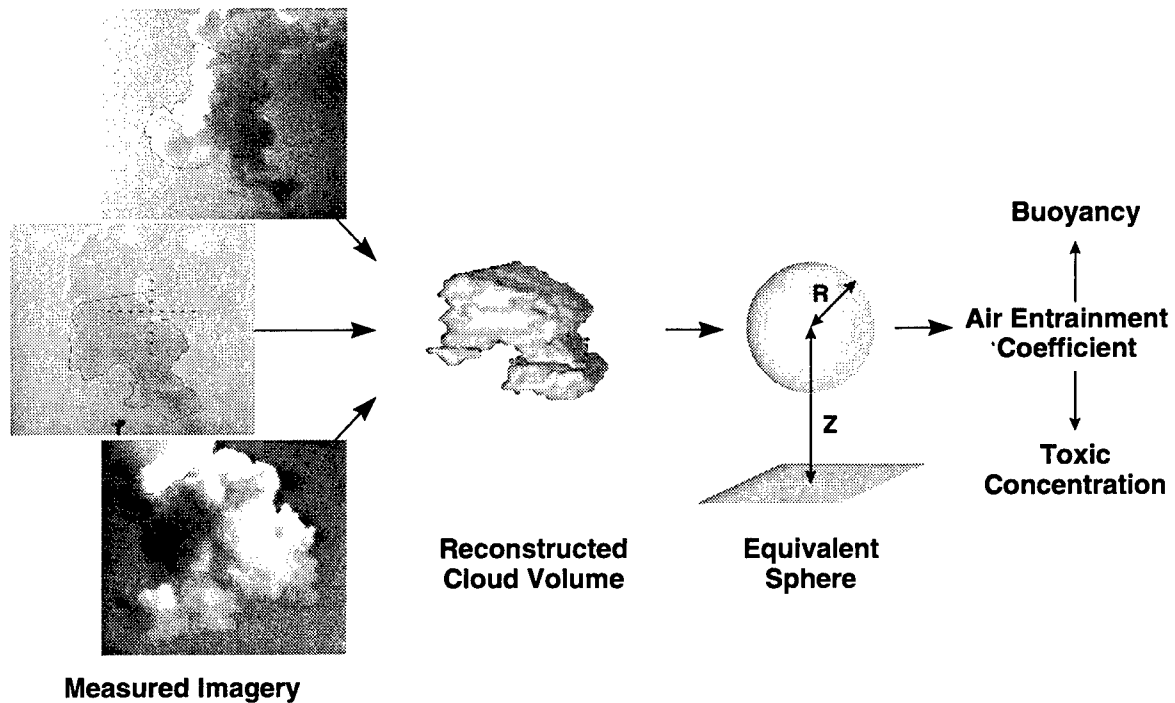 Buoyancy
R
Air Entrainment
Coefficient
Z
Toxic
Concentration
Reconstructed
Cloud Volume
Equivalent
Sphere
Measured Imagery